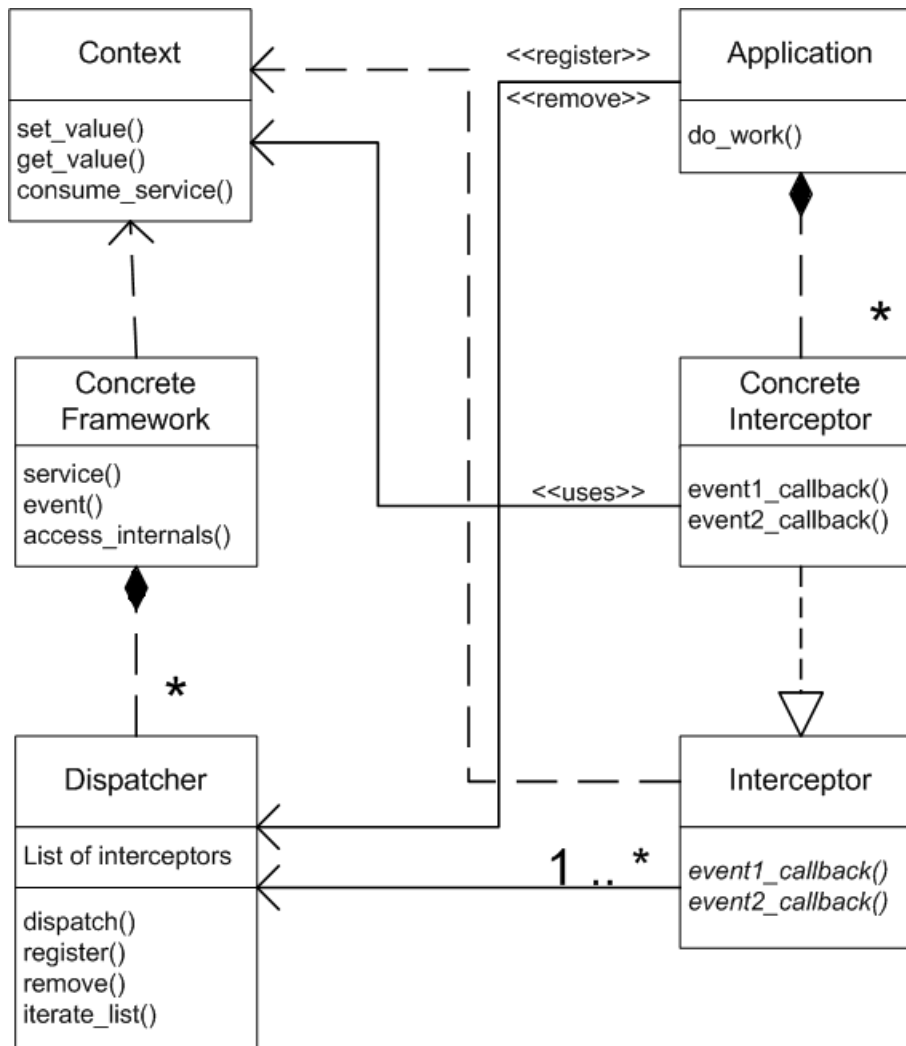 Context
set_value()
get_value()
consume_service()
<<register>>
<<remove>>
Application
do_work()
*
Concrete
Framework
service()
event()
access_internals()
<<uses>>
Concrete
Interceptor
event1_callback()
event2_callback()
*
Dispatcher
List of interceptors
dispatch()
register()
remove()
iterate_list()
1 .. *
Interceptor
event1_callback()
event2_callback()